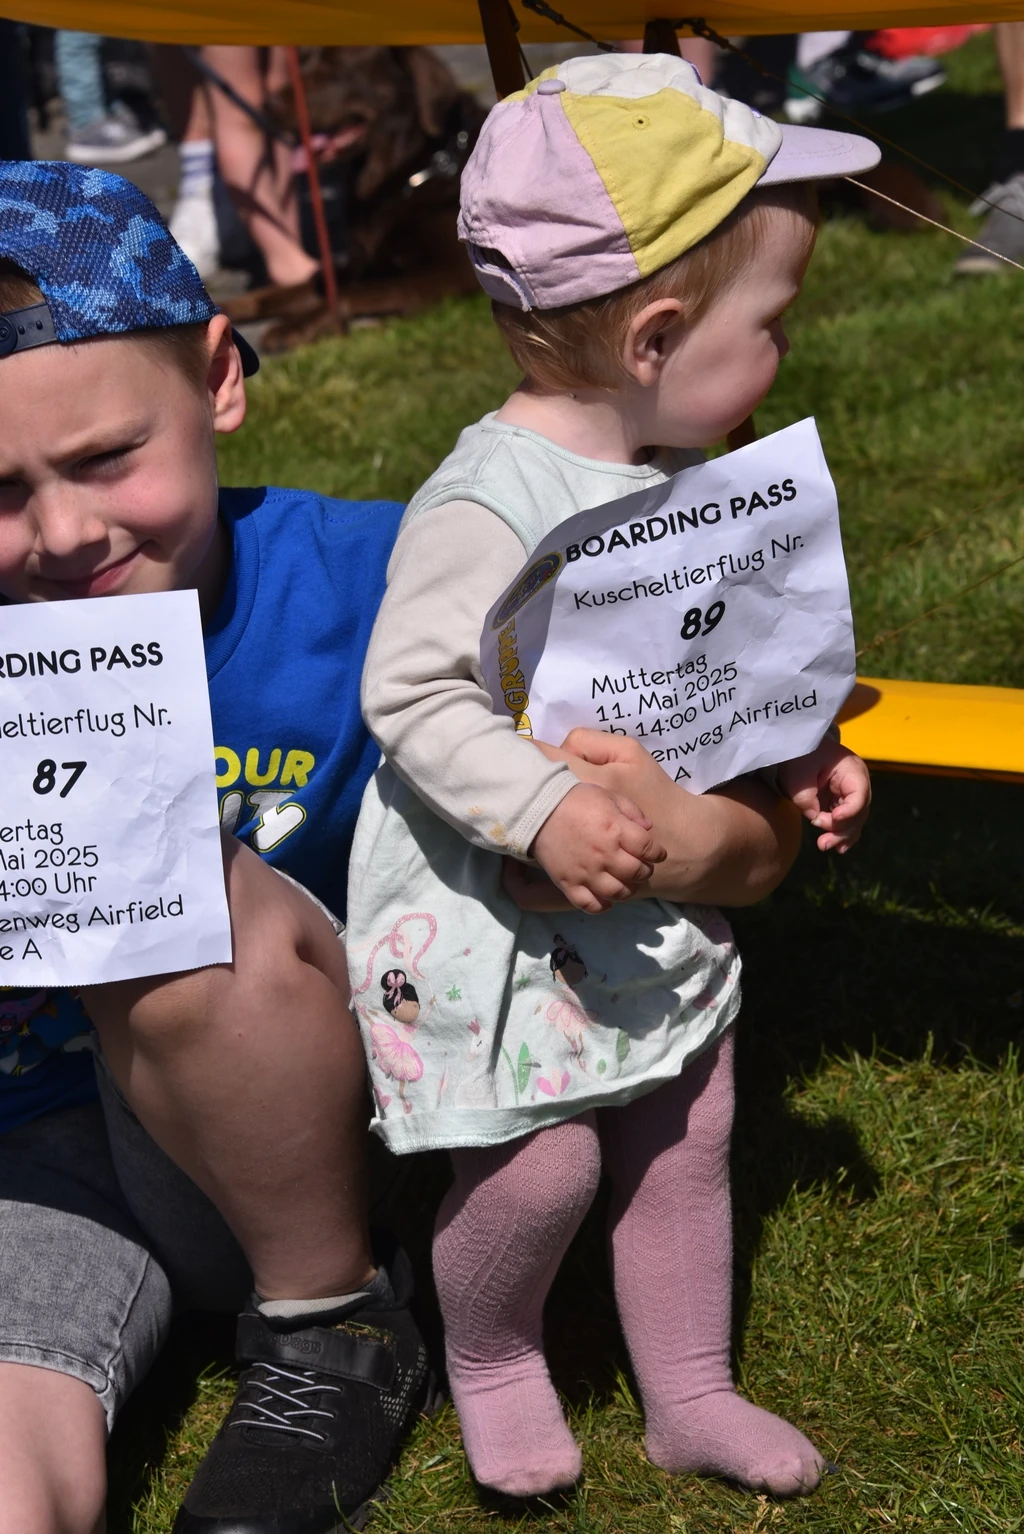 BOARDING PASS
Kuscheltierflug Nr.
89
Muttertag
11. Mai 2025
14:00 Uhr
enweg Airfield
A
RDING PASS
heltierflug Nr.
87
ertag
Mai 2025
4:00 Uhr
enweg Airfield
e A
OUR